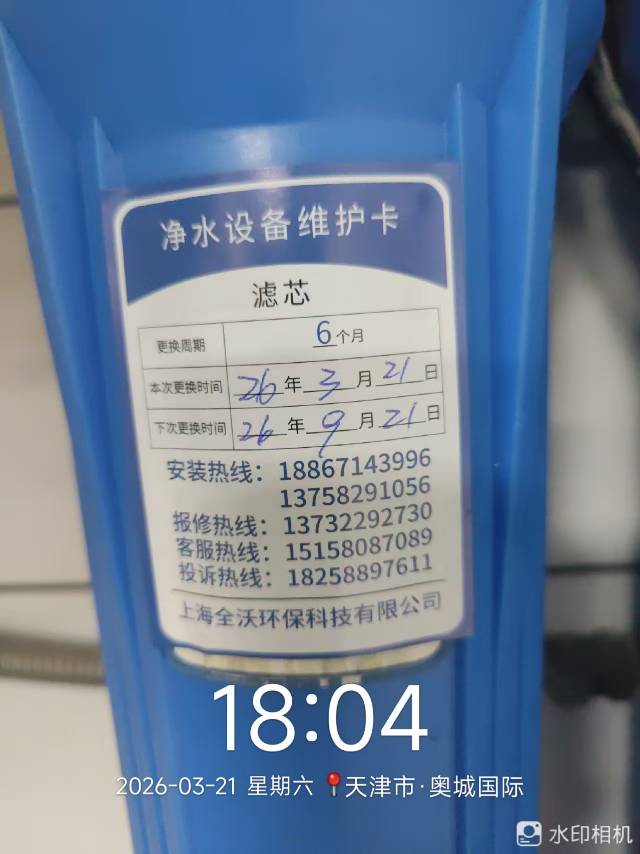 净水设备维护卡
滤芯
更换周期 6个月
本次更换时间 26年3月21日
下次更换时间 26年9月21日
安装热线：18867143996
13758291056
报修热线：13732292730
客服热线：15158087089
投诉热线：18258897611
上海全沃环保科技有限公司
18:04
2026-03-21 星期六 📍天津市·奥城国际
水印相机